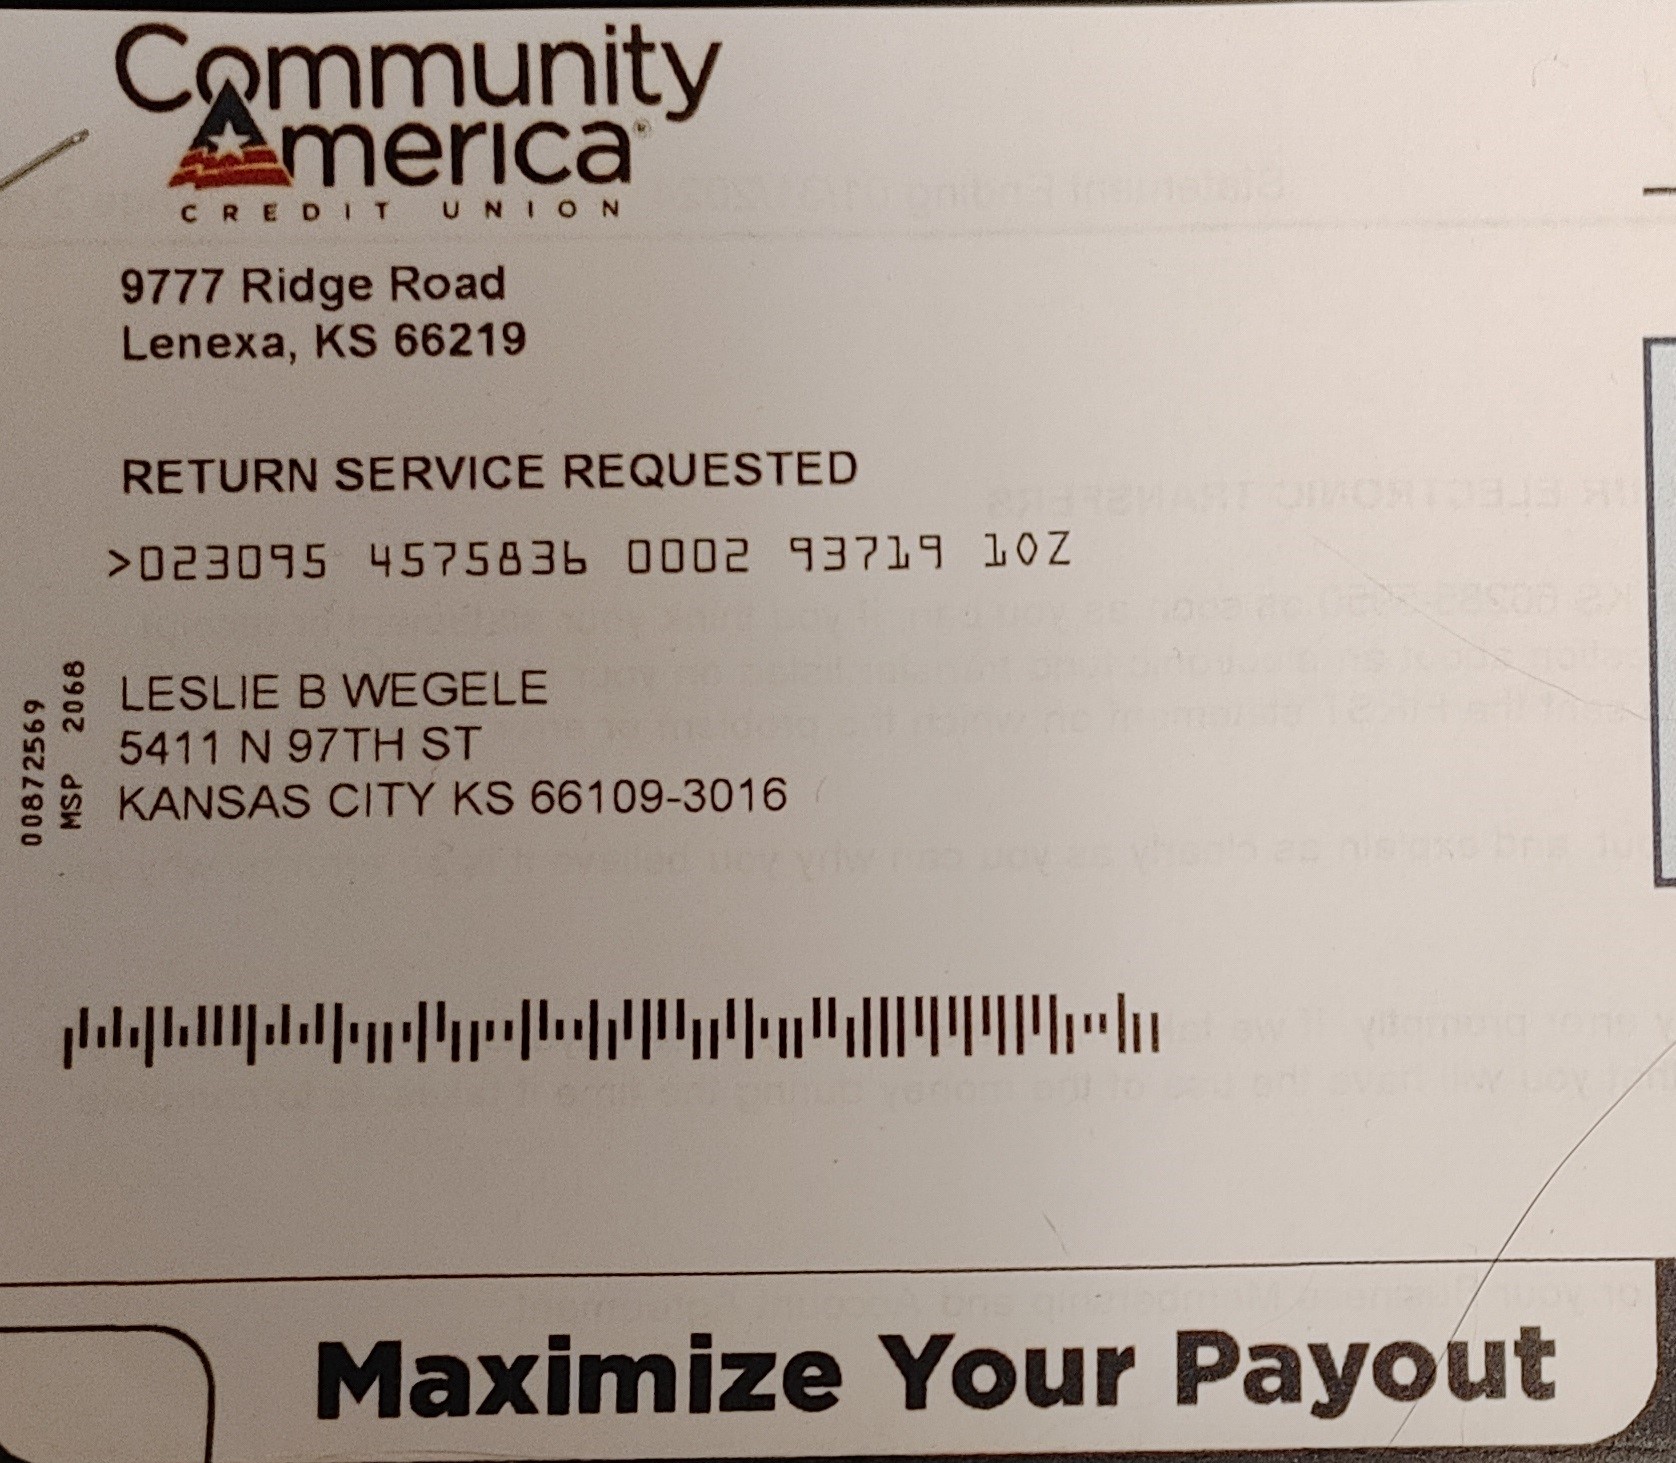 Community
America®
CREDIT UNION
9777 Ridge Road
Lenexa, KS 66219
RETURN SERVICE REQUESTED
>023095 4575836 0002 93719 10Z
00872569
MSP 2068
LESLIE B WEGELE
5411 N 97TH ST
KANSAS CITY KS 66109-3016
Maximize Your Payout